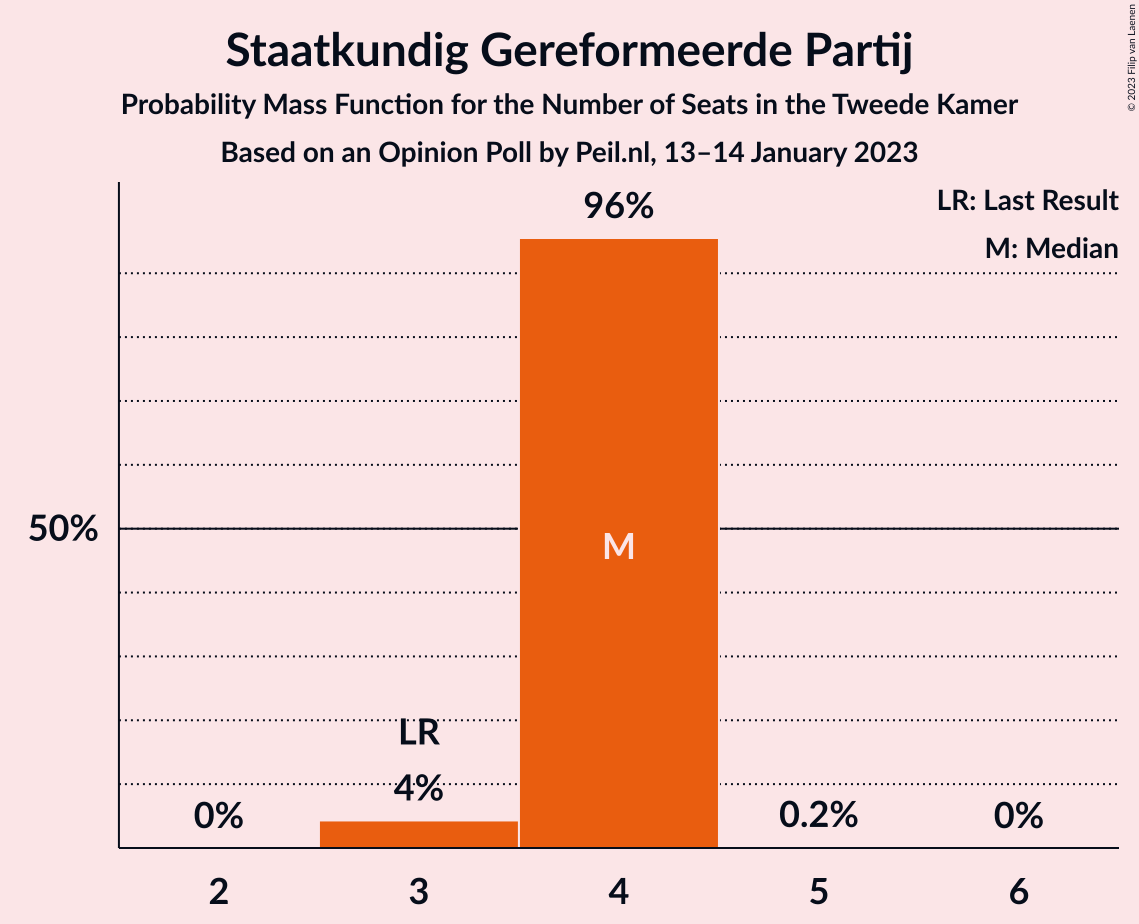 Staatkundig Gereformeerde Partij
Probability Mass Function for the Number of Seats in the Tweede Kamer
Based on an Opinion Poll by Peil.nl, 13–14 January 2023
© 2023 Filip van Laenen
LR: Last Result
M: Median
96%
50%
M
LR
0%
4%
0.2%
0%
2
3
4
5
6